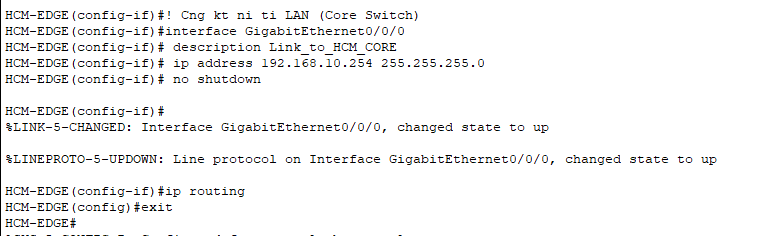 HCM-EDGE(config-if)#! Cng kt ni ti LAN (Core Switch)
HCM-EDGE(config-if)#interface GigabitEthernet0/0/0
HCM-EDGE(config-if)# description Link_to_HCM_CORE
HCM-EDGE(config-if)# ip address 192.168.10.254 255.255.255.0
HCM-EDGE(config-if)# no shutdown
HCM-EDGE(config-if)#
%LINK-5-CHANGED: Interface GigabitEthernet0/0/0, changed state to up
%LINEPROTO-5-UPDOWN: Line protocol on Interface GigabitEthernet0/0/0, changed state to up
HCM-EDGE(config-if)#ip routing
HCM-EDGE(config)#exit
HCM-EDGE#